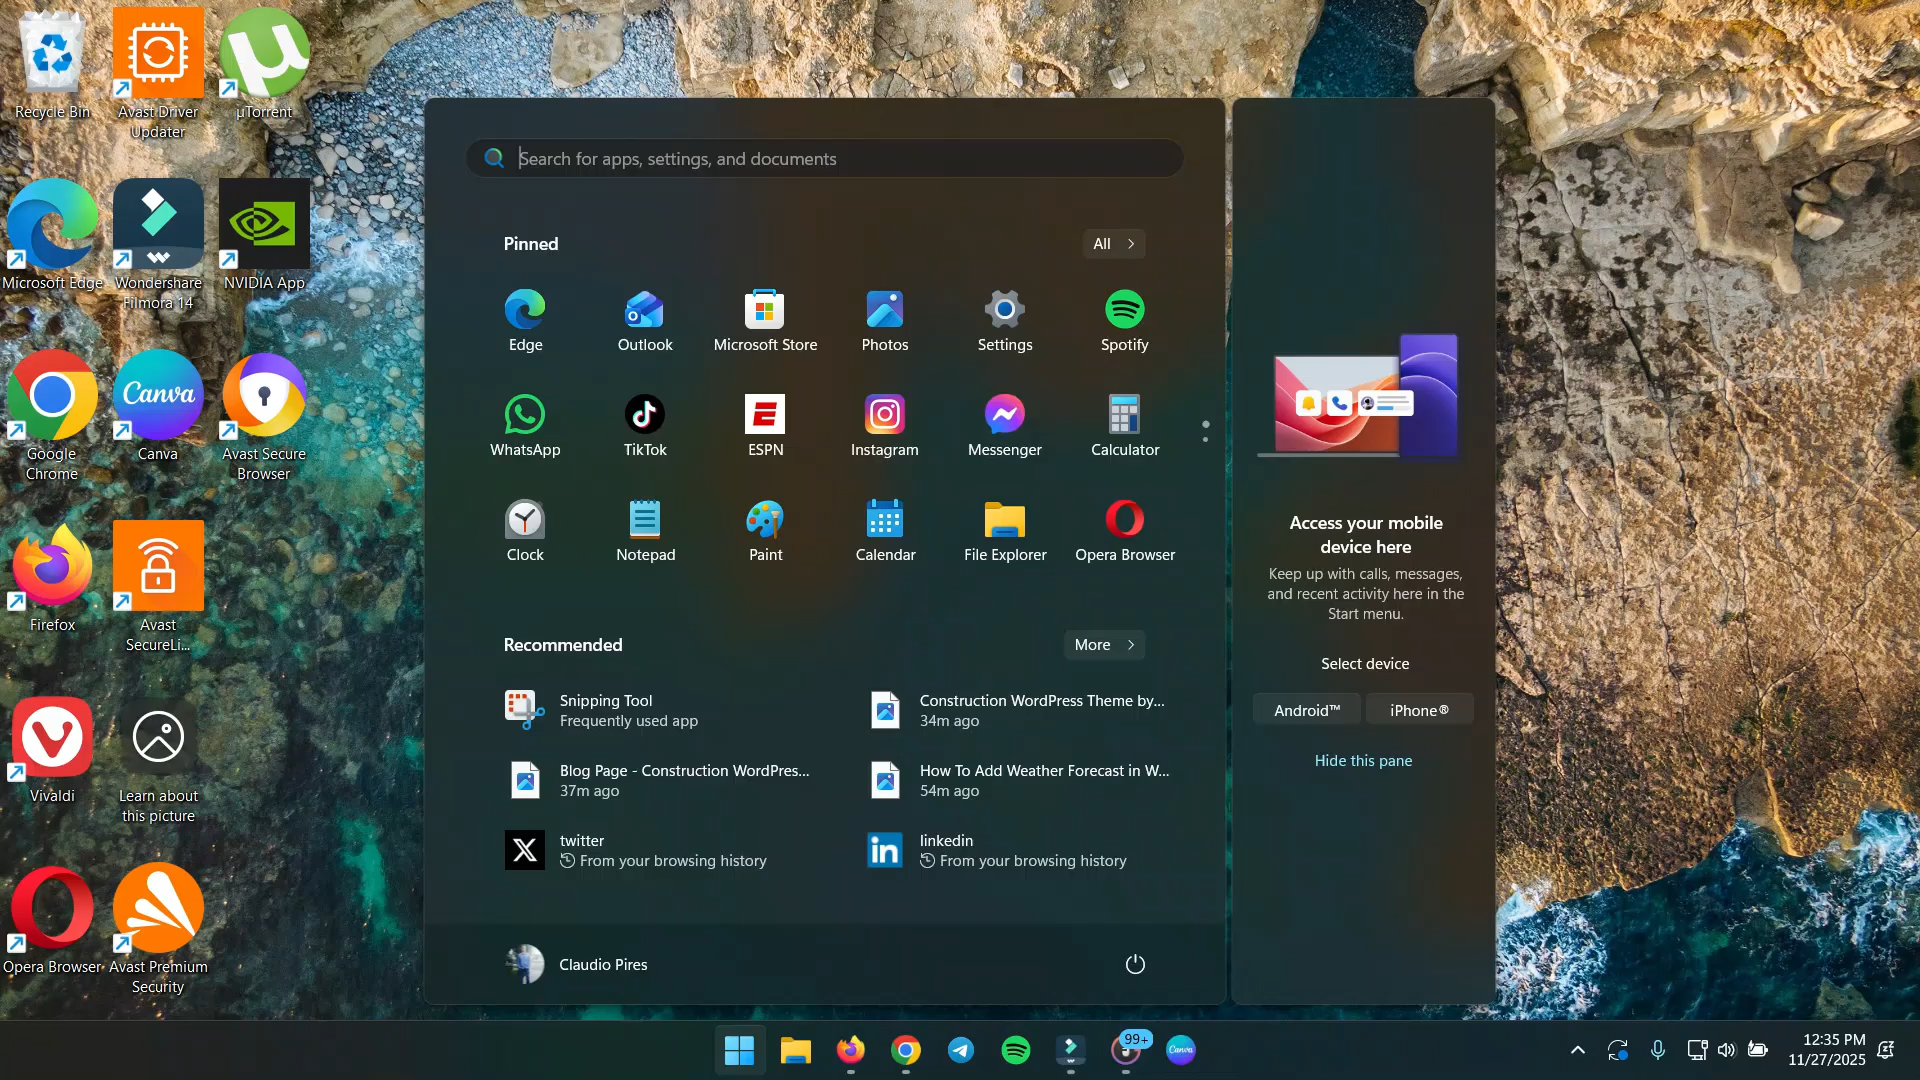 Recycle Bin
Avast Driver
Updater
µTorrent
Microsoft Edge
Wondershare
Filmora 14
NVIDIA App
Google
Chrome
Canva
Canva
Avast Secure
Browser
Firefox
Avast
SecureLi...
Vivaldi
Learn about
this picture
Opera Browser
Avast Premium
Security
Search for apps, settings, and documents
Pinned
All
Edge
Outlook
Microsoft Store
Photos
Settings
Spotify
WhatsApp
TikTok
ESPN
Instagram
Messenger
Calculator
Clock
Notepad
Paint
Calendar
File Explorer
Opera Browser
Recommended
More
Snipping Tool
Frequently used app
Construction WordPress Theme by...
34m ago
Blog Page - Construction WordPres...
37m ago
How To Add Weather Forecast in W...
54m ago
twitter
From your browsing history
in
linkedin
From your browsing history
Claudio Pires
Access your mobile
device here
Keep up with calls, messages,
and recent activity here in the
Start menu.
Select device
Android™
iPhone®
Hide this pane
99+
Canva
12:35 PM
11/27/2025